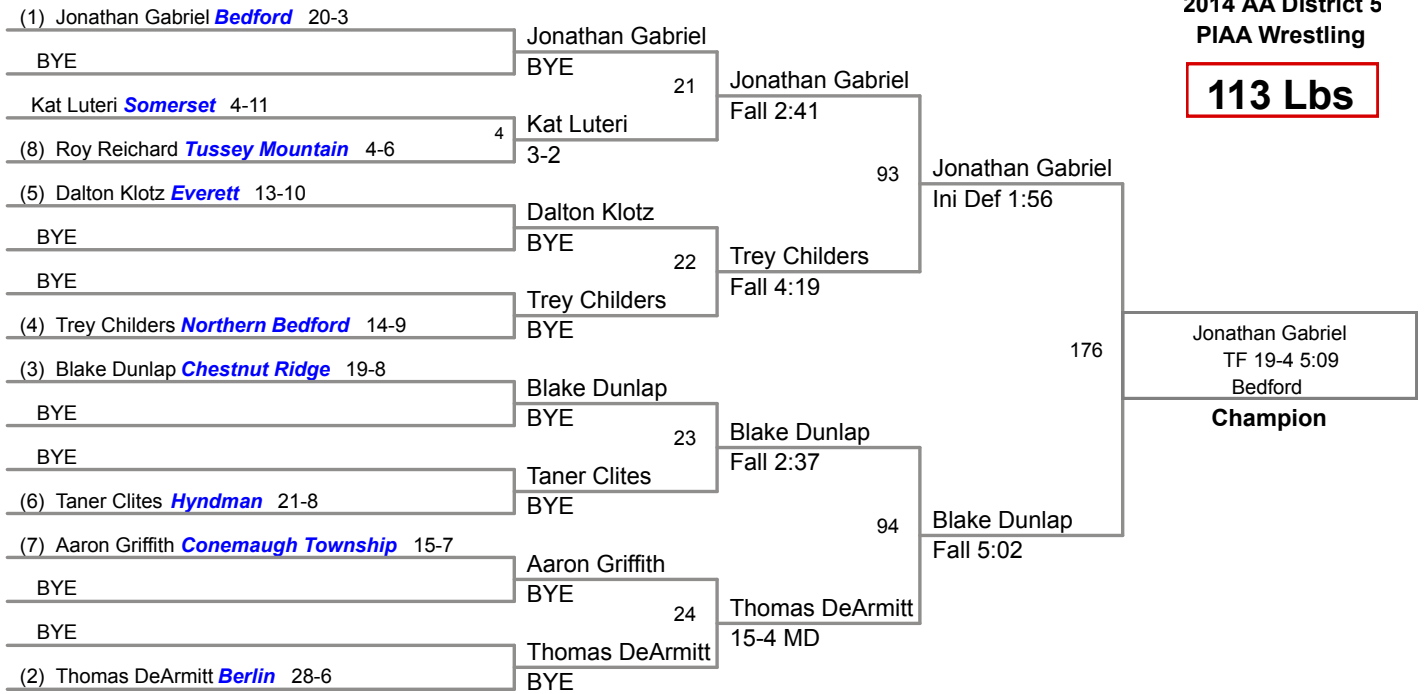 2014 AA District 5
PIAA Wrestling
113 Lbs
(1) Jonathan Gabriel Bedford 20-3
BYE
Kat Luteri Somerset 4-11
(8) Roy Reichard Tussey Mountain 4-6
(5) Dalton Klotz Everett 13-10
BYE
BYE
(4) Trey Childers Northern Bedford 14-9
(3) Blake Dunlap Chestnut Ridge 19-8
BYE
BYE
(6) Taner Clites Hyndman 21-8
(7) Aaron Griffith Conemaugh Township 15-7
BYE
BYE
(2) Thomas DeArmitt Berlin 28-6
Jonathan Gabriel
BYE
4
Kat Luteri
3-2
Dalton Klotz
BYE
Trey Childers
BYE
Blake Dunlap
BYE
Taner Clites
BYE
Aaron Griffith
BYE
Thomas DeArmitt
BYE
21
Jonathan Gabriel
Fall 2:41
22
Trey Childers
Fall 4:19
23
Blake Dunlap
Fall 2:37
24
Thomas DeArmitt
15-4 MD
93
Jonathan Gabriel
Ini Def 1:56
94
Blake Dunlap
Fall 5:02
176
Jonathan Gabriel
TF 19-4 5:09
Bedford
Champion